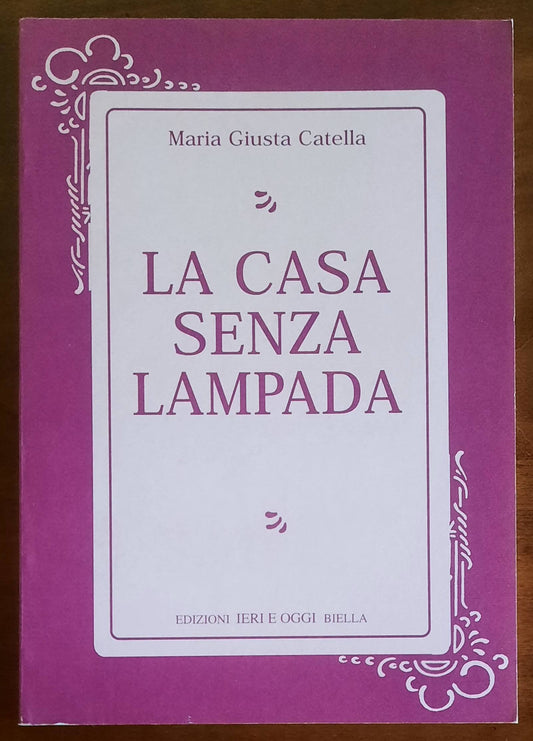 Maria Giusta Catella
LA CASA
SENZA
LAMPADA
EDIZIONI IERI E OGGI BIELLA